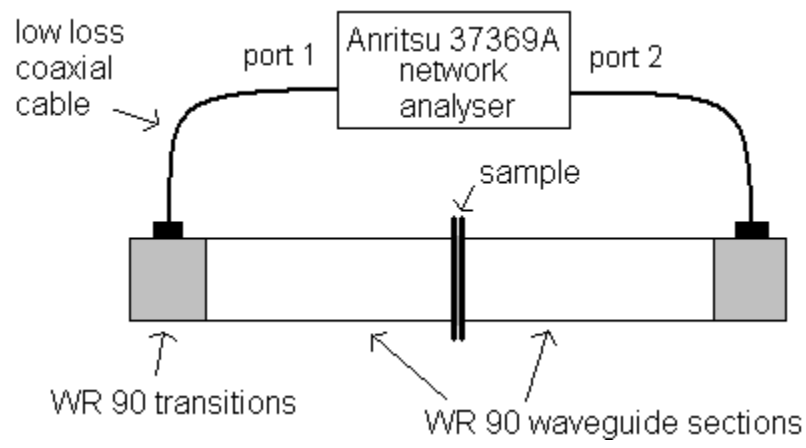 low loss
coaxial
cable
port 1
Anritsu 37369A
network
analyser
port 2
sample
WR 90 transitions
WR 90 waveguide sections